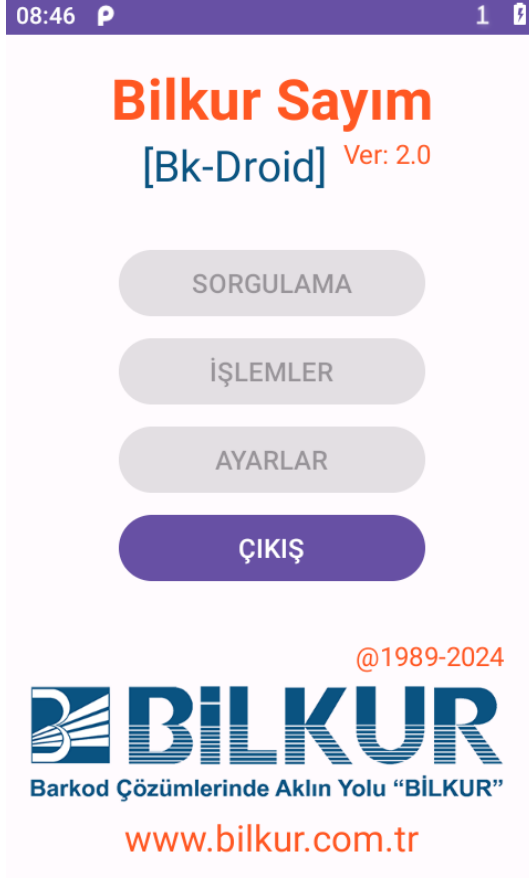 08:46 1
Bilkur Sayım
[Bk-Droid] Ver: 2.0
SORGULAMA
İŞLEMLER
AYARLAR
ÇIKIŞ
@1989-2024
BİLKUR
Barkod Çözümlerinde Aklın Yolu “BİLKUR”
www.bilkur.com.tr